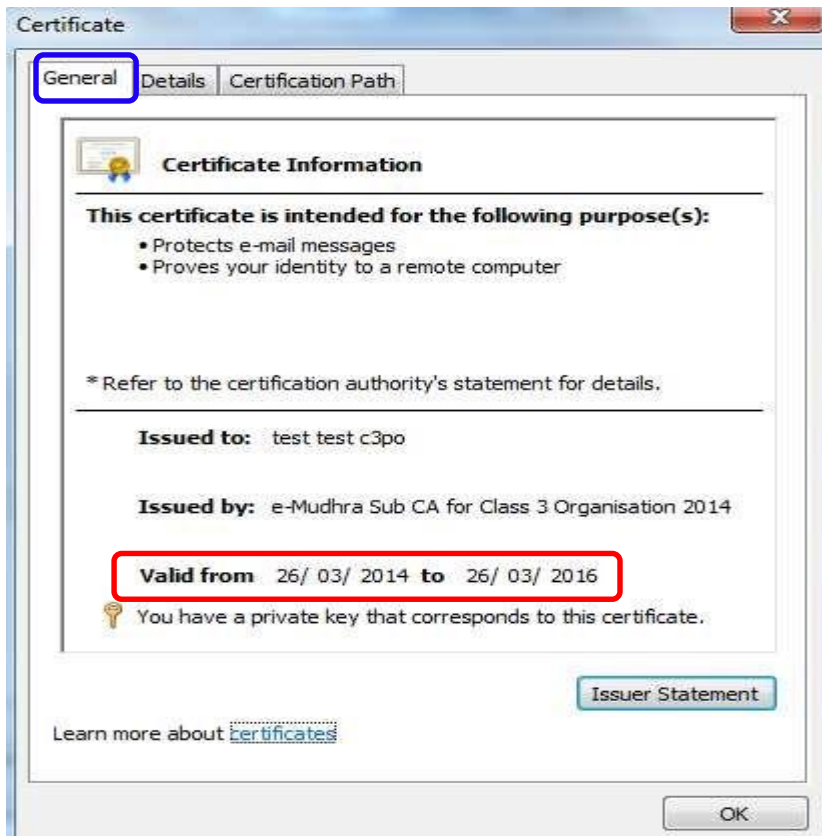 Certificate
General Details Certification Path
Certificate Information
This certificate is intended for the following purpose(s):
• Protects e-mail messages
• Proves your identity to a remote computer
* Refer to the certification authority's statement for details.
Issued to: test test c3po
Issued by: e-Mudhra Sub CA for Class 3 Organisation 2014
Valid from 26/ 03/ 2014 to 26/ 03/ 2016
You have a private key that corresponds to this certificate.
Issuer Statement
Learn more about certificates
OK